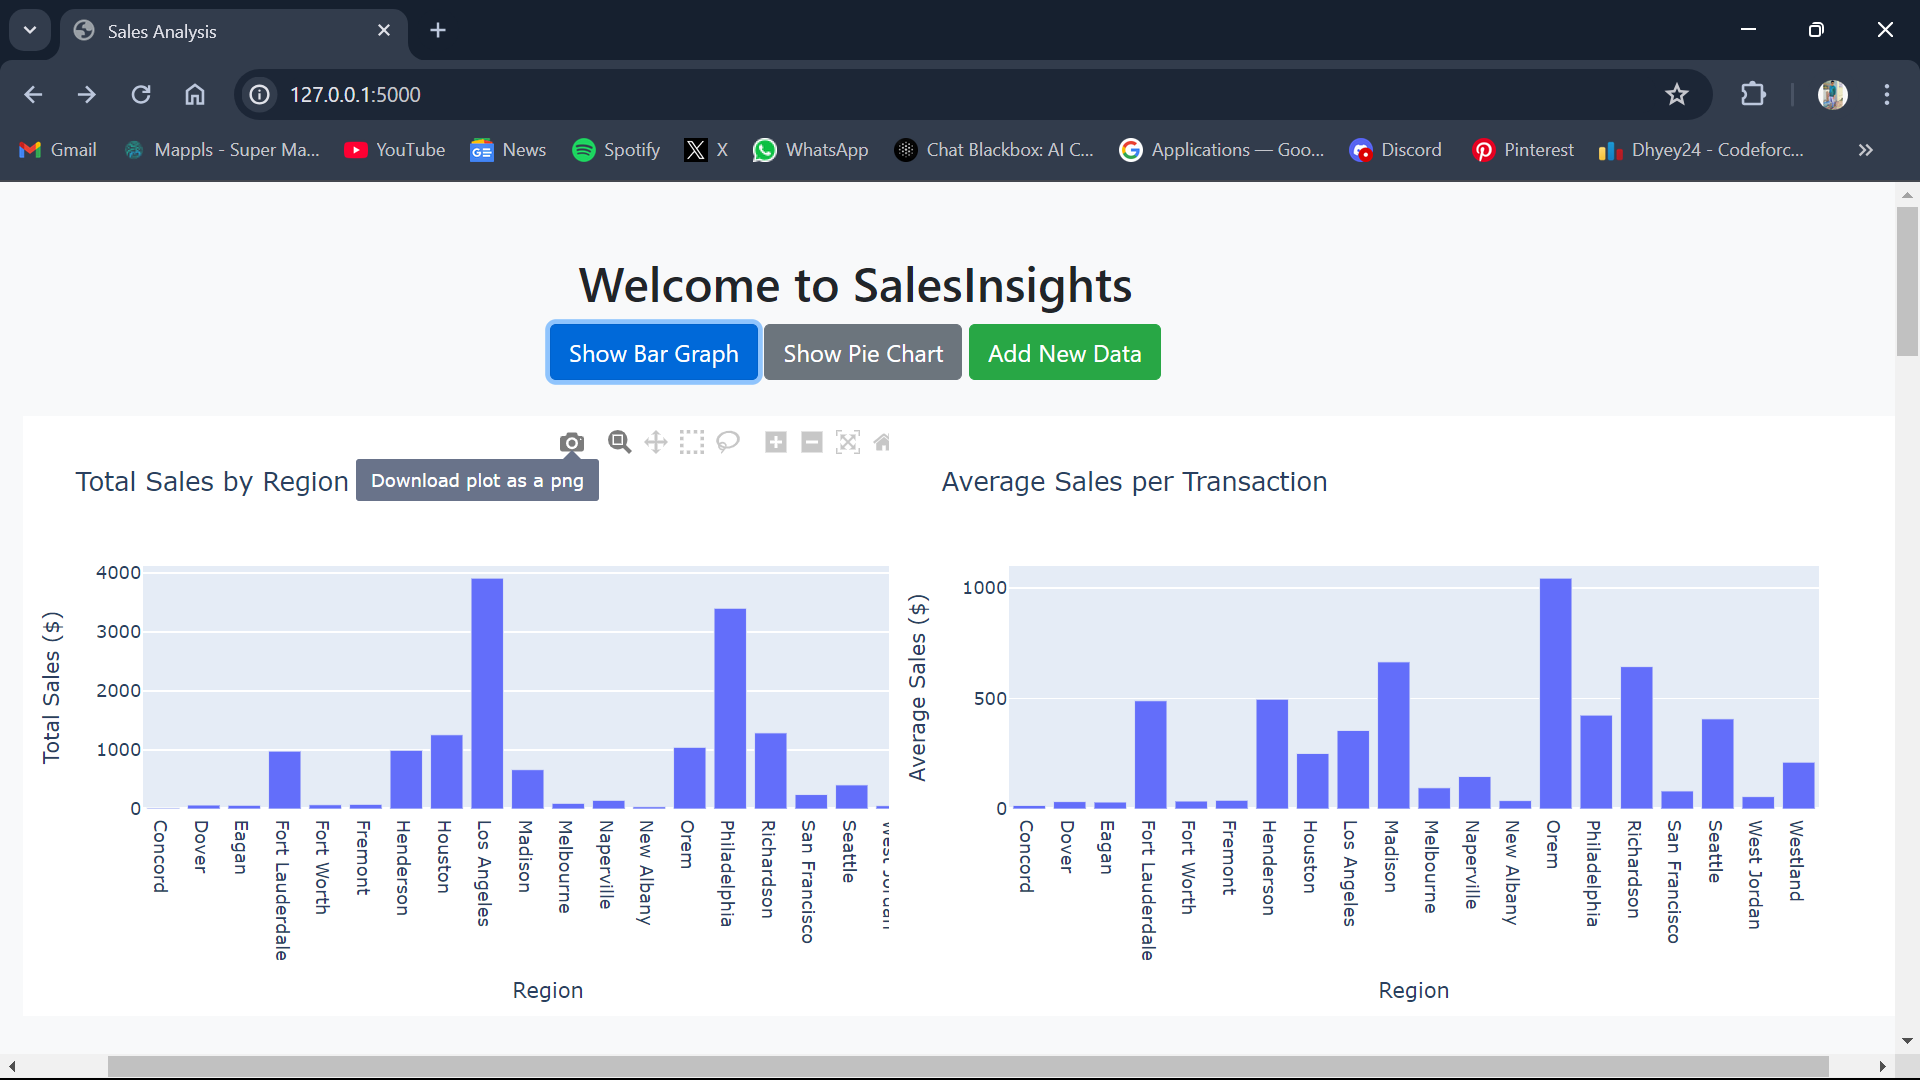 Sales Analysis
127.0.0.1:5000
Gmail
Mappls - Super Ma...
YouTube
News
Spotify
X
WhatsApp
Chat Blackbox: AI C...
Applications — Goo...
Discord
Pinterest
Dhyey24 - Codeforc...
Welcome to SalesInsights
Show Bar Graph
Show Pie Chart
Add New Data
Total Sales by Region
Download plot as a png
4000
3000
2000
1000
0
Total Sales ($)
Concord
Dover
Eagan
Fort Lauderdale
Fort Worth
Fremont
Henderson
Houston
Los Angeles
Madison
Melbourne
Naperville
New Albany
Orem
Philadelphia
Richardson
San Francisco
Seattle
West Jordan
Region
Average Sales per Transaction
1000
500
0
Average Sales ($)
Concord
Dover
Eagan
Fort Lauderdale
Fort Worth
Fremont
Henderson
Houston
Los Angeles
Madison
Melbourne
Naperville
New Albany
Orem
Philadelphia
Richardson
San Francisco
Seattle
West Jordan
Westland
Region